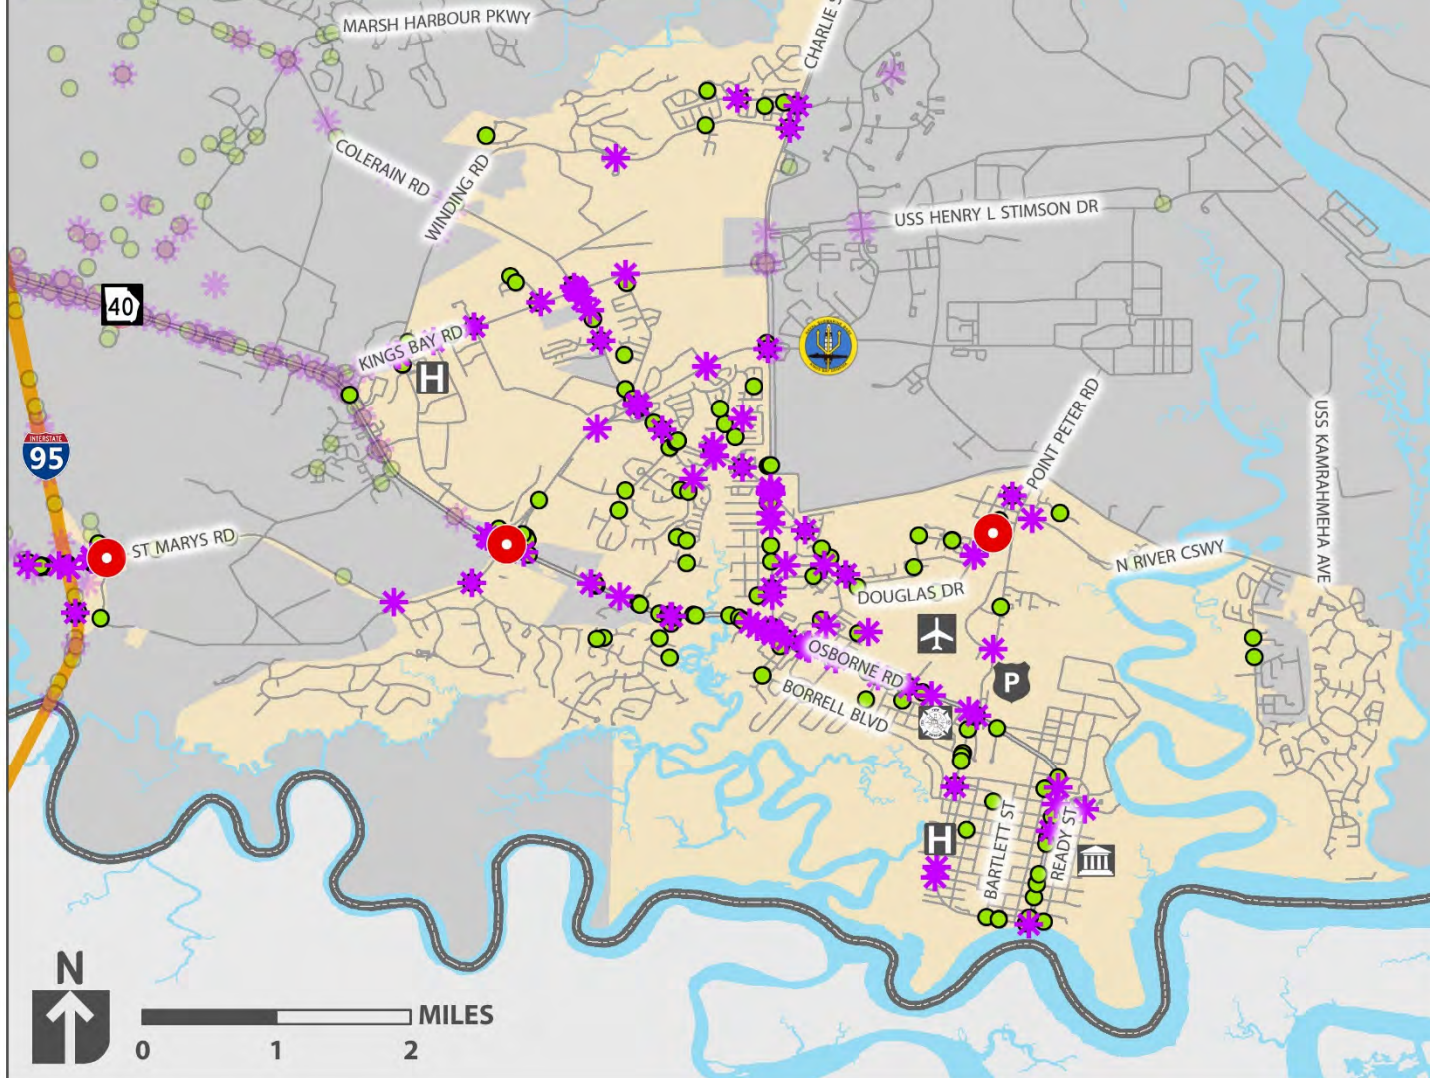 MARSH HARBOUR PKWY
CHARLIE S
COLERAIN RD
WINDING RD
USS HENRY L STIMSON DR
40
KINGS BAY RD
H
POINT PETER RD
USS KAMRAHMEHA AVE
INTERSTATE
95
ST MARYS RD
N RIVER CSWY
DOUGLAS DR
OSBORNE RD
P
BORRELL BLVD
H
BARTLETT ST
READY ST
N
MILES
0 1 2